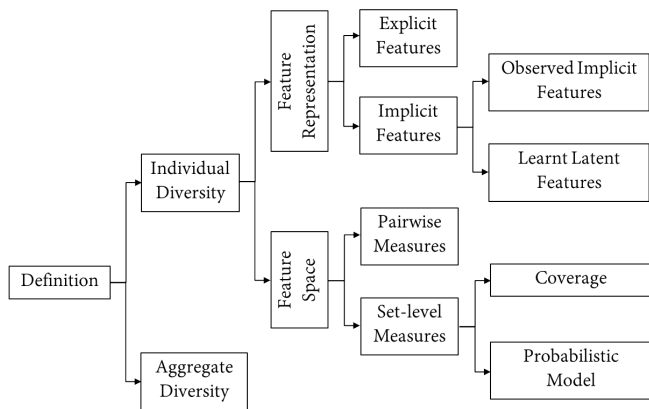 Definition
Individual
Diversity
Aggregate
Diversity
Feature
Representation
Feature
Space
Explicit
Features
Implicit
Features
Pairwise
Measures
Set-level
Measures
Observed Implicit
Features
Learnt Latent
Features
Coverage
Probabilistic
Model